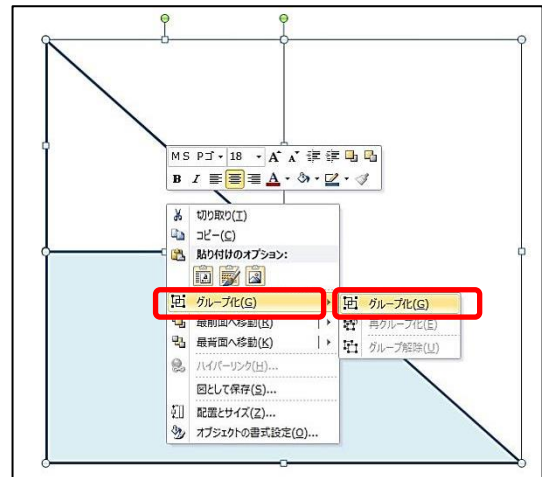 MS Pゴ 18 A A
B I A
切り取り(T)
コピー(C)
貼り付けのオプション:
A
グループ化(G)
グループ化(G)
最前面へ移動(R)
再グループ化(E)
最背面へ移動(K)
グループ解除(U)
ハイパーリンク(H)...
図として保存(S)...
配置とサイズ(Z)...
オブジェクトの書式設定(O)...